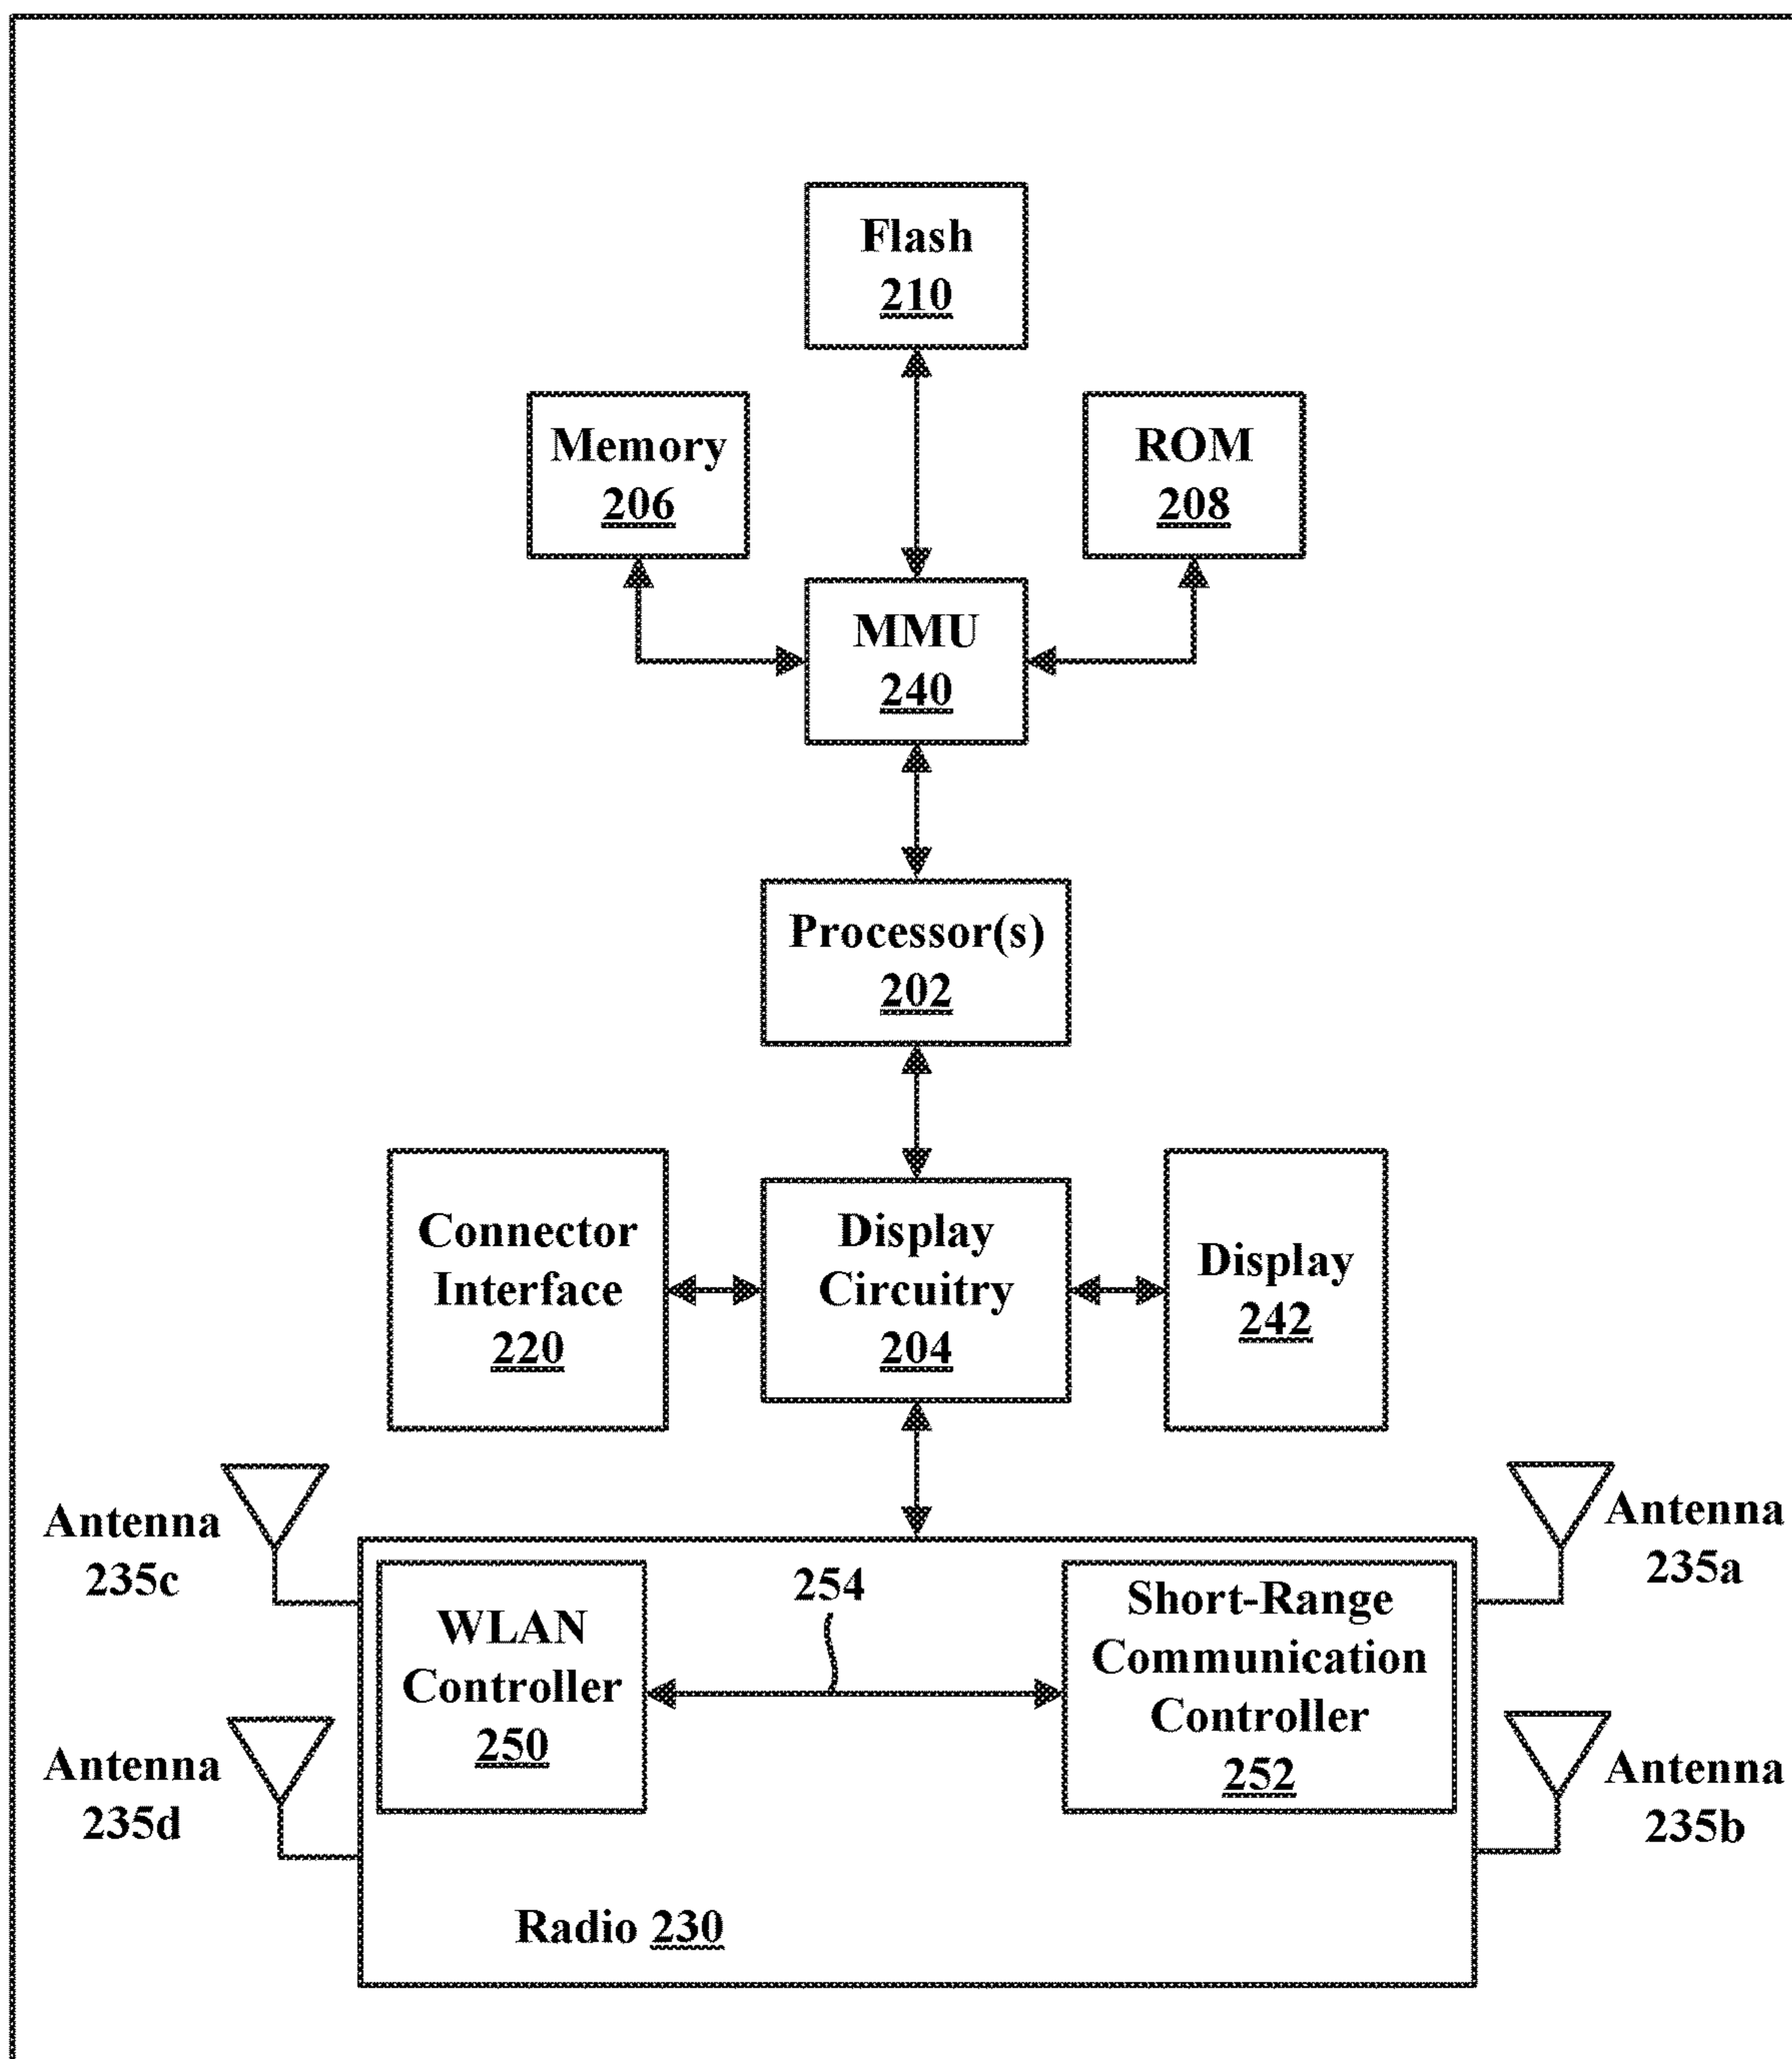 Flash
210
Memory
206
ROM
208
MMU
240
Processor(s)
202
Connector
Interface
220
Display
Circuitry
204
Display
242
Antenna
235c
Antenna
235a
254
WLAN
Controller
250
Short-Range
Communication
Controller
252
Antenna
235d
Antenna
235b
Radio 230